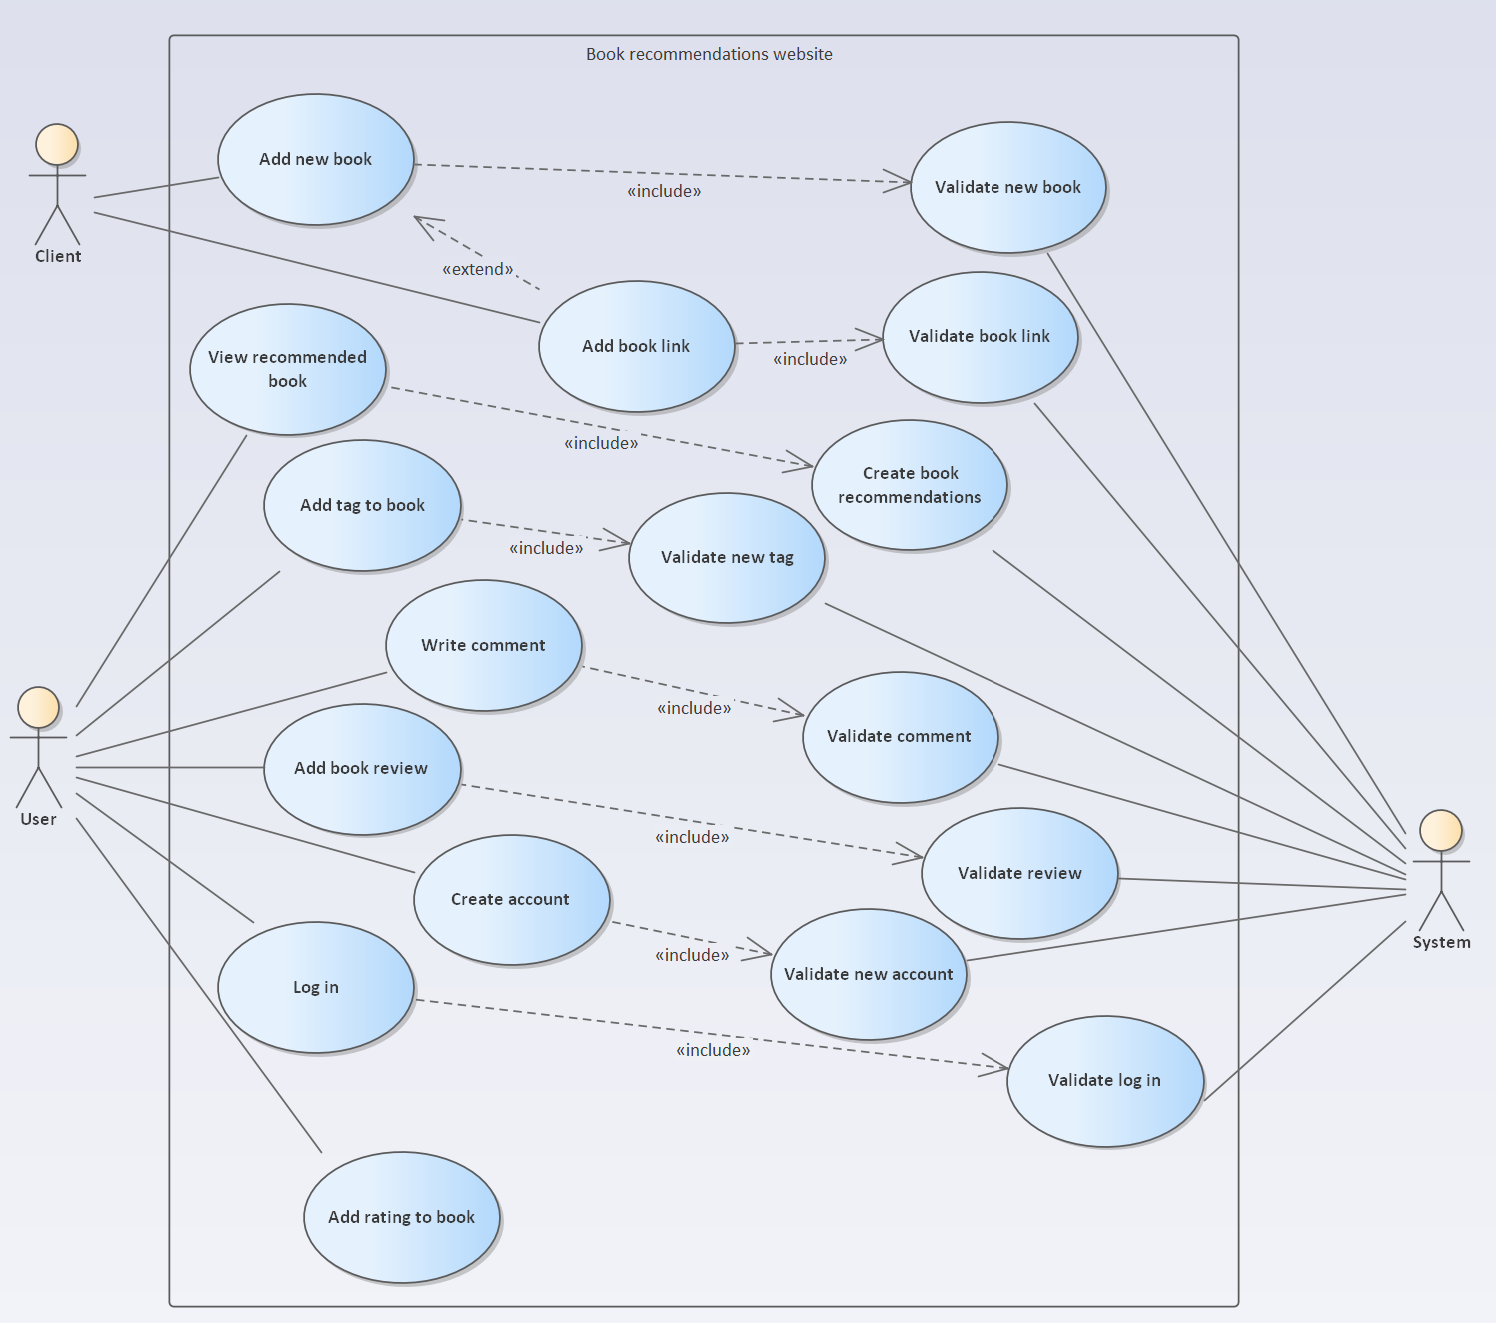 Book recommendations website
Add new book
«include»
Validate new book
Client
«extend»
Add book link
«include»
Validate book link
View recommended
book
«include»
Create book
recommendations
Add tag to book
«include»
Validate new tag
Write comment
«include»
Validate comment
User
Add book review
«include»
Validate review
Create account
«include»
Validate new account
System
Log in
«include»
Validate log in
Add rating to book